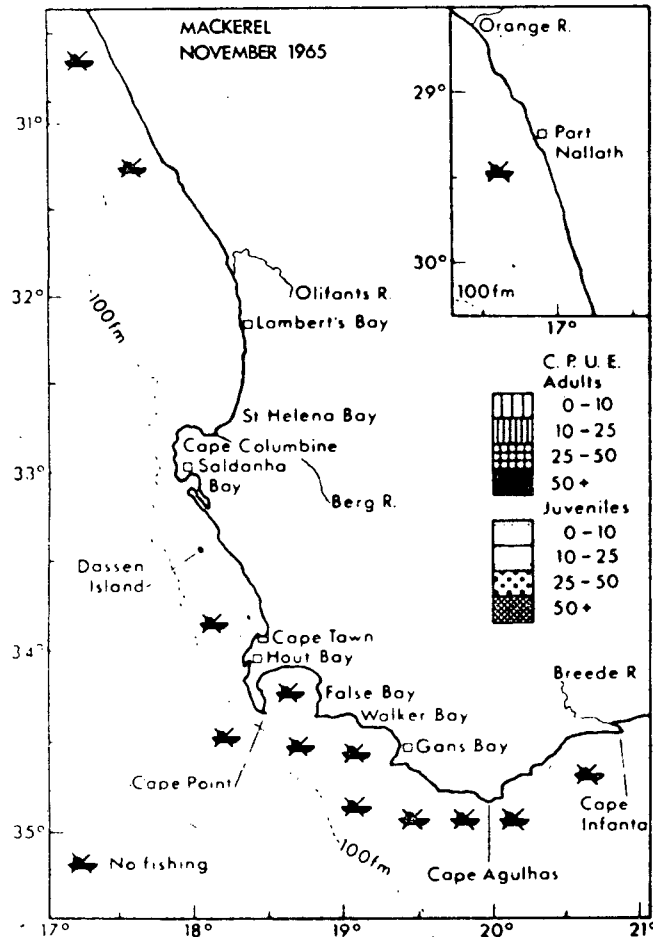 MACKEREL
NOVEMBER 1965
Orange R.
29°
Part
Nallath
30°
100fm
17°
31°
32°
33°
34°
35°
Olifants R.
Lambert's Bay
100fm
C. P. U. E.
Adults
0-10
10-25
25-50
50+
Juveniles
0-10
10-25
25-50
50+
St Helena Bay
Cape Columbine
Saldanha
Bay
Berg R.
Dassen
Island
Cape Town
Hout Bay
False Bay
Walker Bay
Gans Bay
Breede R
Cape Point
Cape
Infanta
100fm
Cape Agulhas
No fishing
17°
18°
19°
20°
21°